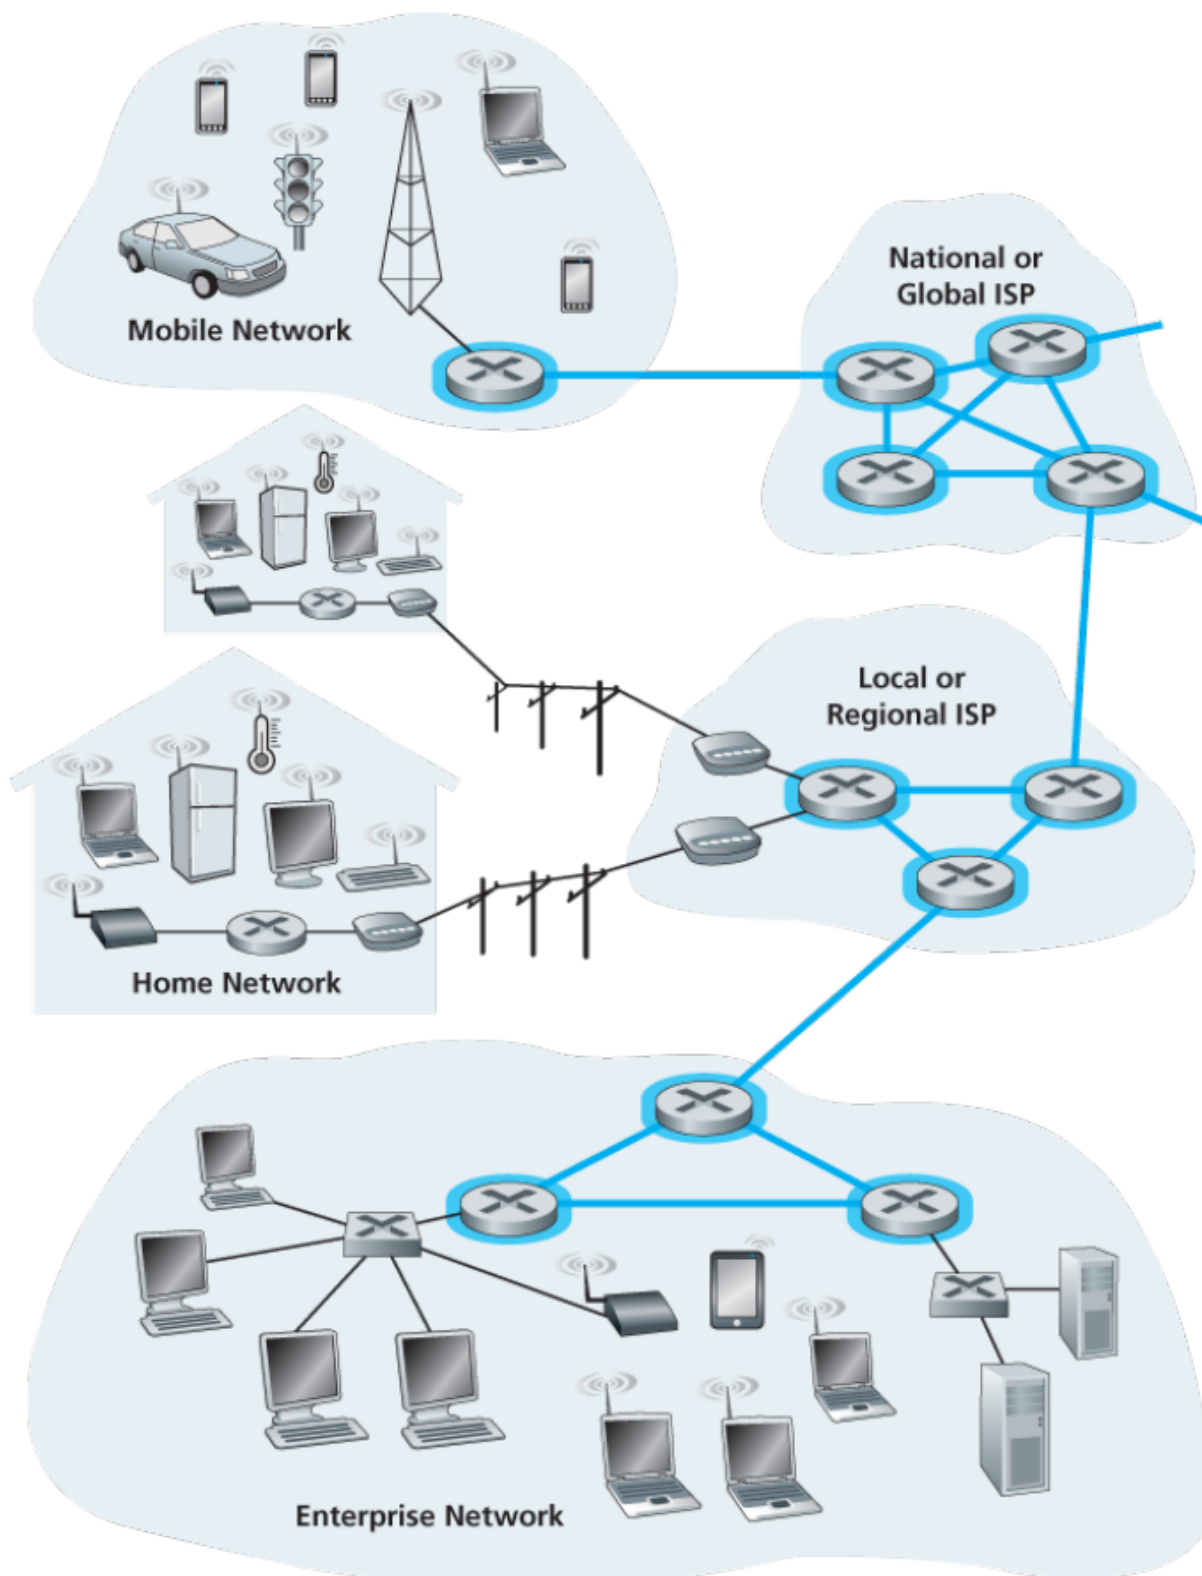 Mobile Network
National or
Global ISP
Local or
Regional ISP
Home Network
Enterprise Network